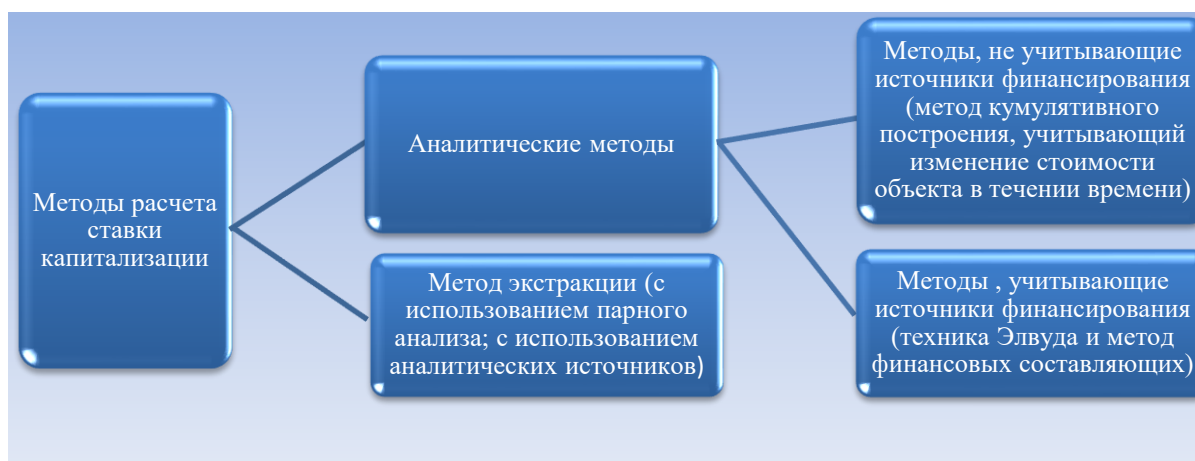 Методы расчета
ставки
капитализации
Аналитические методы
Метод экстракции (с
использованием парного
анализа; с использованием
аналитических источников)
Методы, не учитывающие
источники финансирования
(метод кумулятивного
построения, учитывающий
изменение стоимости
объекта в течении времени)
Методы , учитывающие
источники финансирования
(техника Элвуда и метод
финансовых составляющих)